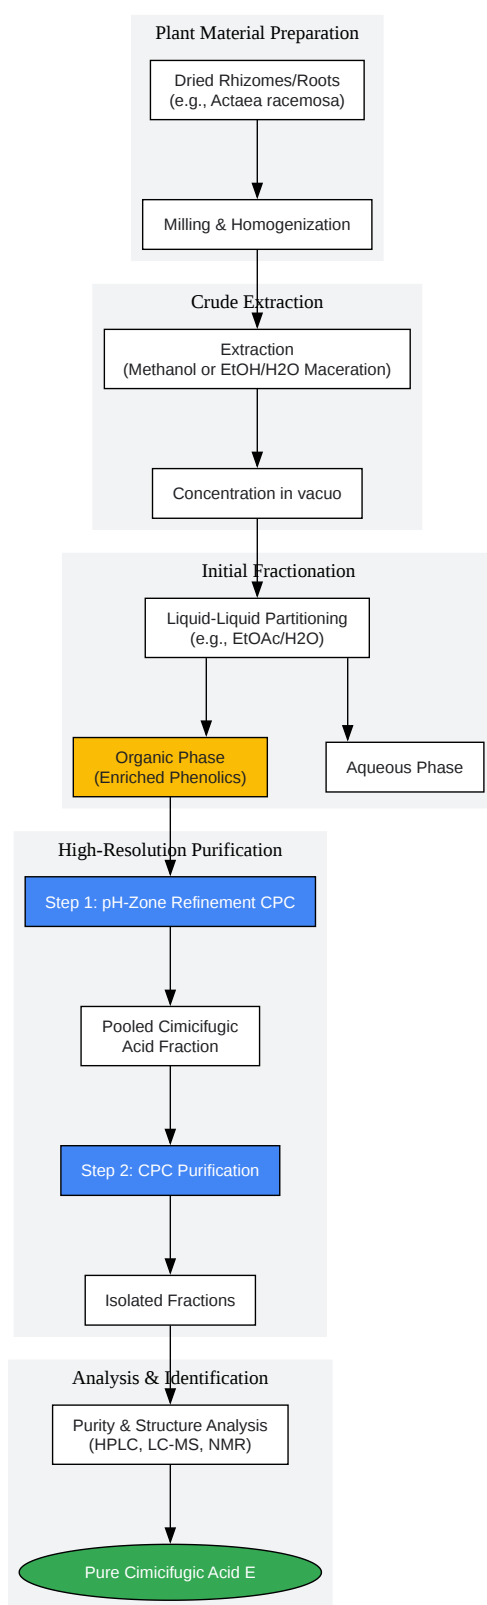 Plant Material Preparation
Dried Rhizomes/Roots
(e.g., Actaea racemosa)
Milling & Homogenization
Crude Extraction
Extraction
(Methanol or EtOH/H2O Maceration)
Concentration in vacuo
Initial Fractionation
Liquid-Liquid Partitioning
(e.g., EtOAc/H2O)
Organic Phase
(Enriched Phenolics)
Aqueous Phase
High-Resolution Purification
Step 1: pH-Zone Refinement CPC
Pooled Cimicifugic
Acid Fraction
Step 2: CPC Purification
Isolated Fractions
Analysis & Identification
Purity & Structure Analysis
(HPLC, LC-MS, NMR)
Pure Cimicifugic Acid E